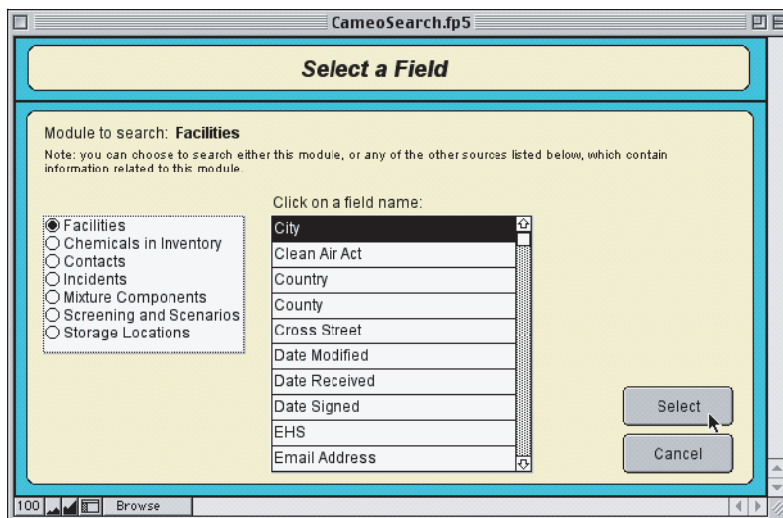 CameoSearch.fp5
Select a Field
Module to search: Facilities
Note: you can choose to search either this module, or any of the other sources listed below, which contain
information related to this module.
Click on a field name:
Facilities
Chemicals in Inventory
Contacts
Incidents
Mixture Components
Screening and Scenarios
Storage Locations
City
Clean Air Act
Country
County
Cross Street
Date Modified
Date Received
Date Signed
EHS
Email Address
Select
Cancel
100 Browse